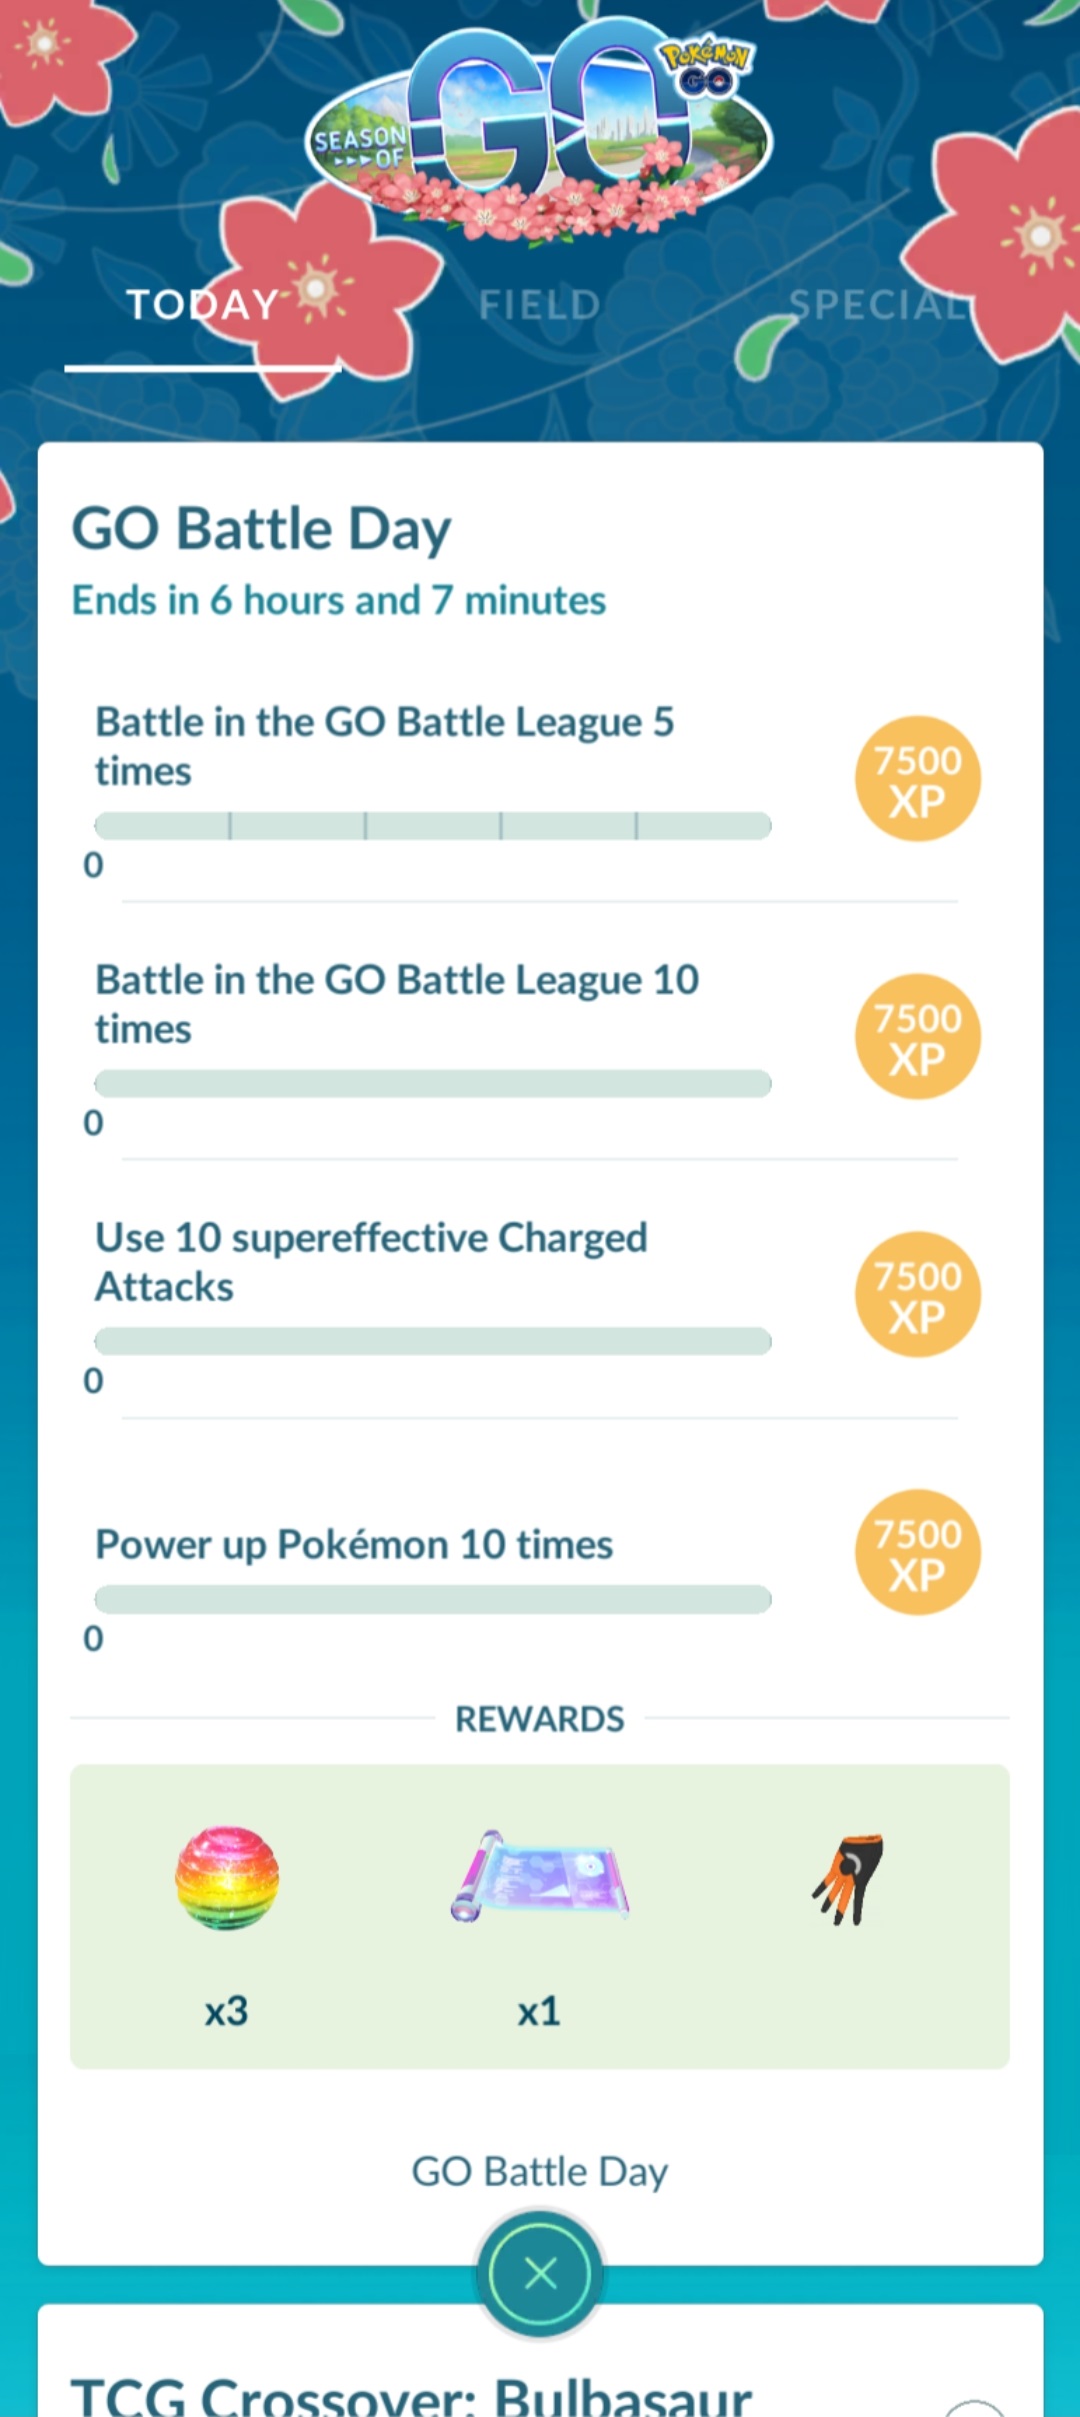 SEASON
OF
GO
POKÉMON
GO
TODAY
FIELD
SPECIAL
GO Battle Day
Ends in 6 hours and 7 minutes
Battle in the GO Battle League 5
times
7500
XP
0
Battle in the GO Battle League 10
times
7500
XP
0
Use 10 supereffective Charged
Attacks
7500
XP
0
Power up Pokémon 10 times
7500
XP
0
REWARDS
x3
x1
GO Battle Day
TCG Crossover: Bulbasaur